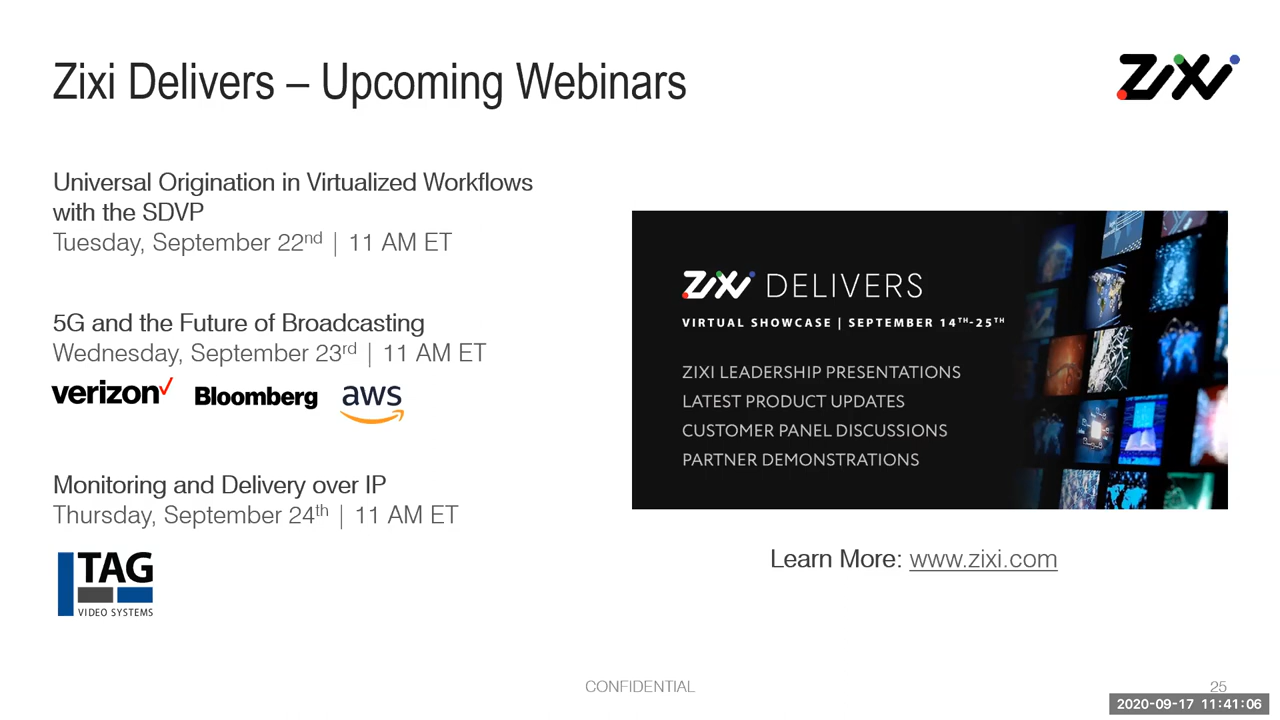 Zixi Delivers – Upcoming Webinars
ZiXi
Universal Origination in Virtualized Workflows
with the SDVP
Tuesday, September 22nd | 11 AM ET
5G and the Future of Broadcasting
Wednesday, September 23rd | 11 AM ET
verizon Bloomberg aws
Monitoring and Delivery over IP
Thursday, September 24th | 11 AM ET
TAG
VIDEO SYSTEMS
ZiXi DELIVERS
VIRTUAL SHOWCASE | SEPTEMBER 14TH-25TH
ZIXI LEADERSHIP PRESENTATIONS
LATEST PRODUCT UPDATES
CUSTOMER PANEL DISCUSSIONS
PARTNER DEMONSTRATIONS
Learn More: www.zixi.com
CONFIDENTIAL
25
2020-09-17 11:41:06